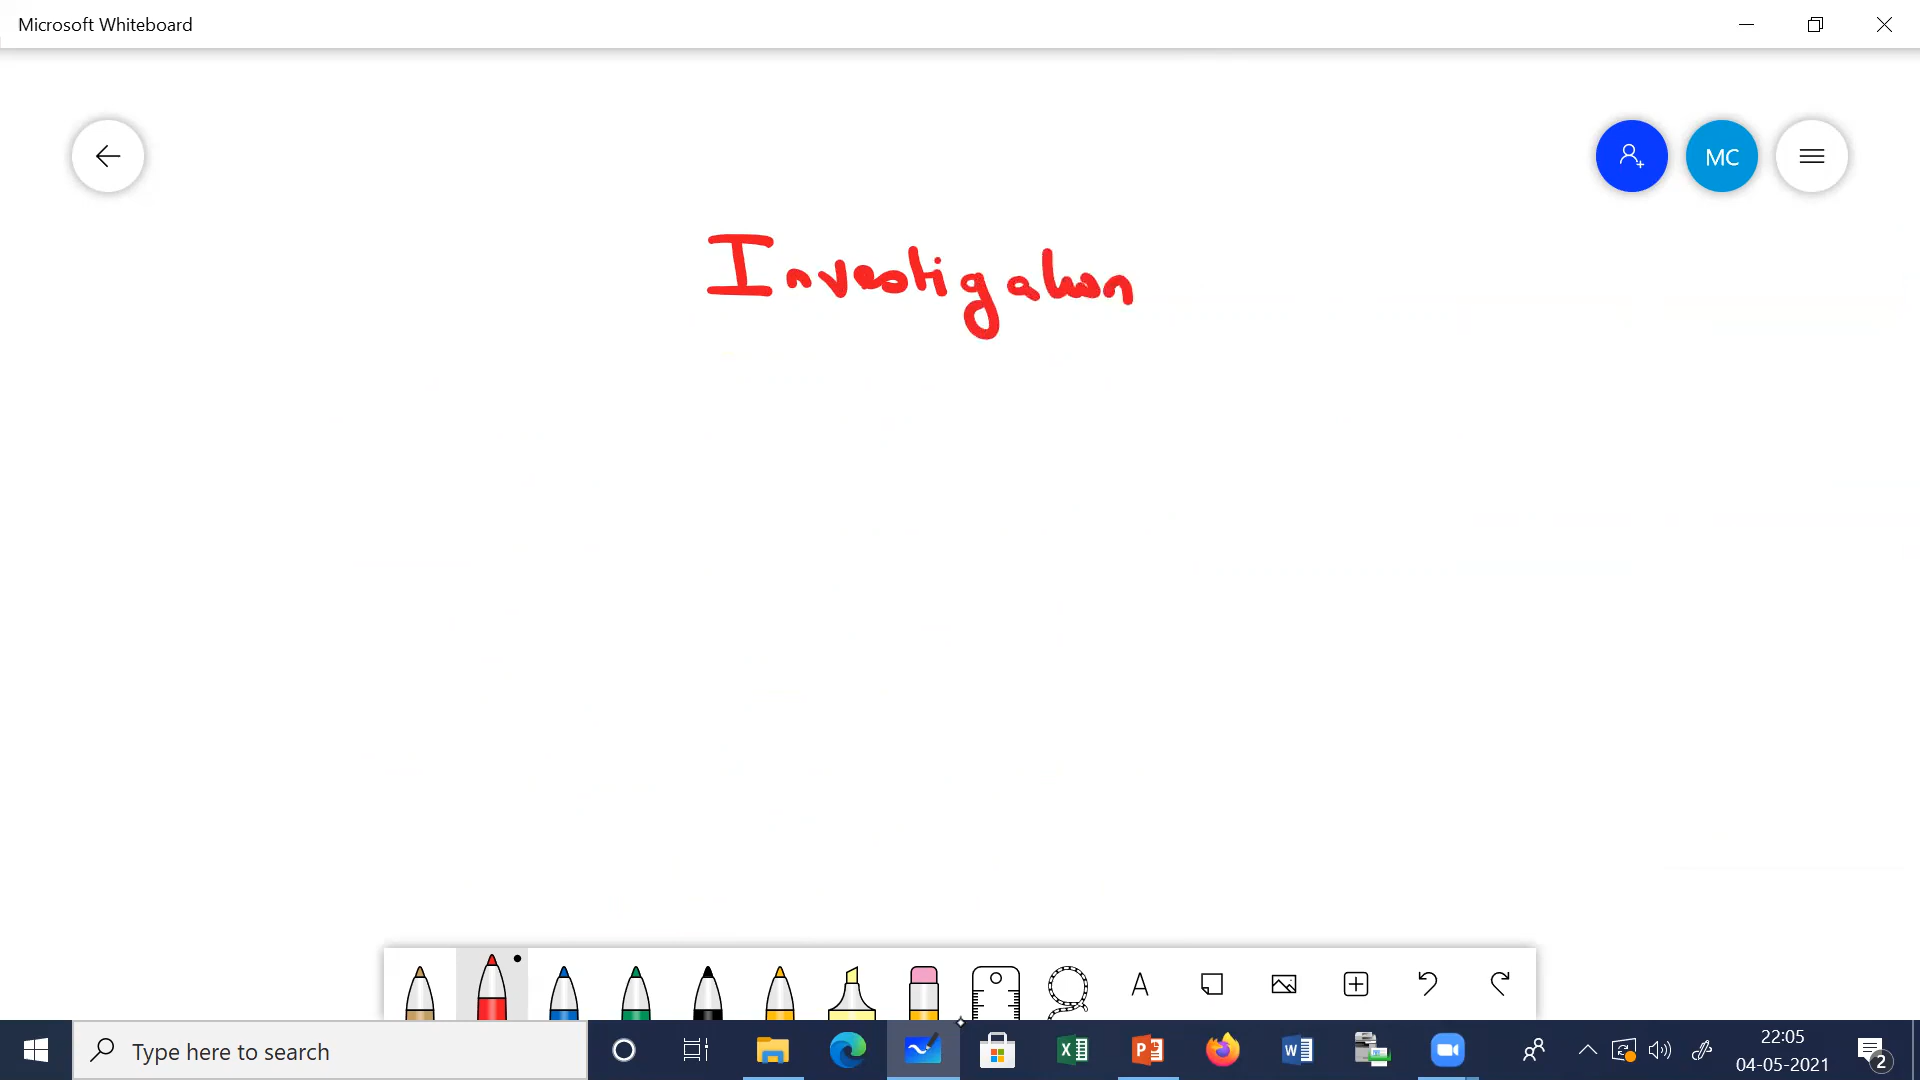 Microsoft Whiteboard
MC
Investigation
A
Type here to search
22:05
04-05-2021
2